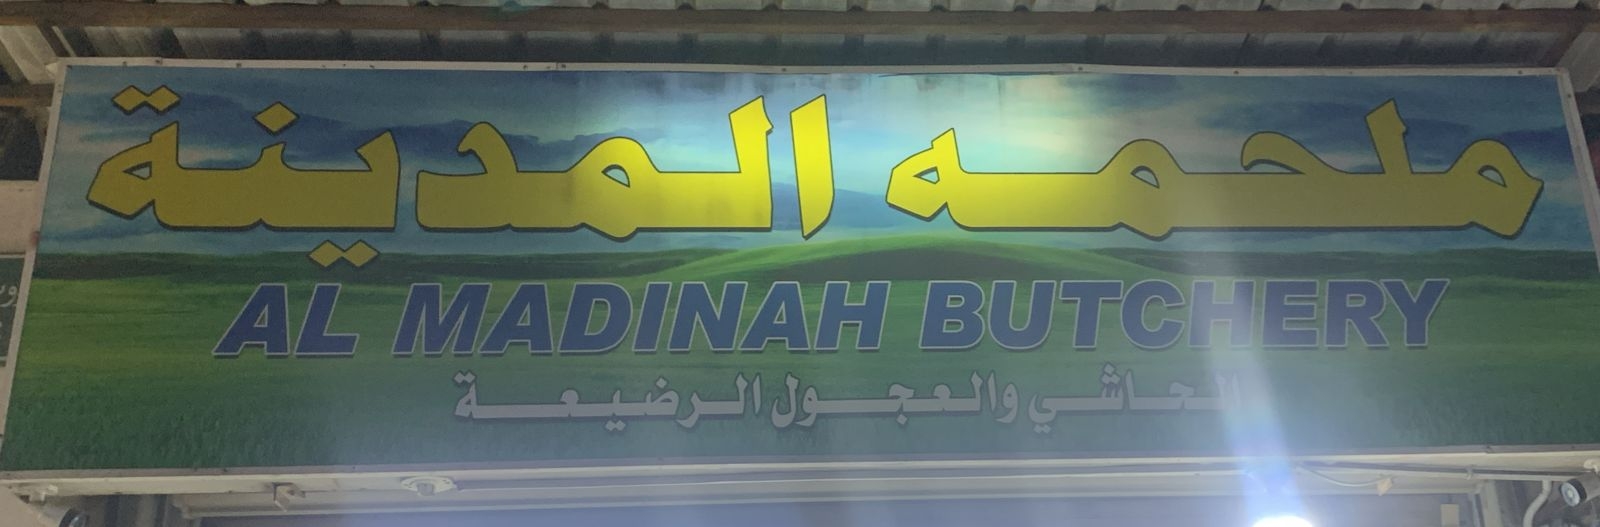 ملحمه المدينة
AL MADINAH BUTCHERY
الحاشي والعجول الرضيعة